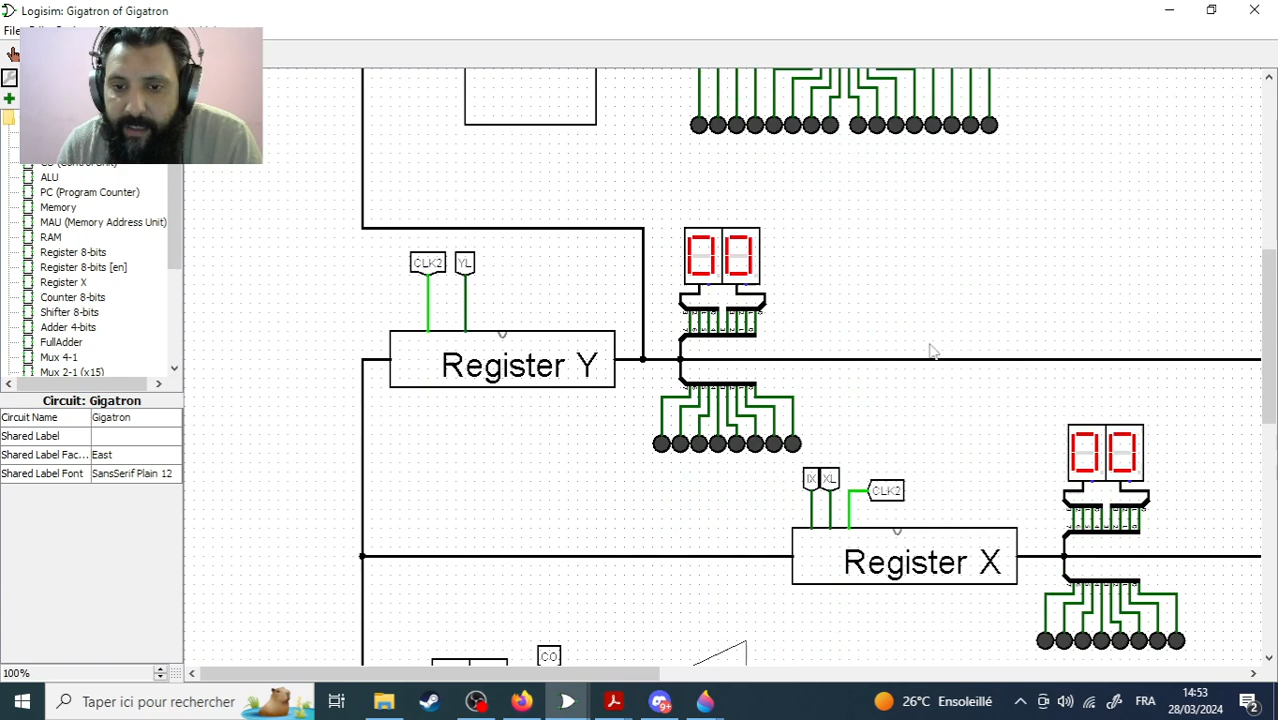 Logisim: Gigatron of Gigatron
File
ALU
PC (Program Counter)
Memory
MAU (Memory Address Unit)
RAM
Register 8-bits
Register 8-bits [en]
Register X
Counter 8-bits
Shifter 8-bits
Adder 4-bits
FullAdder
Mux 4-1
Mux 2-1 (x15)
Circuit: Gigatron
Circuit Name Gigatron
Shared Label
Shared Label Fac... East
Shared Label Font SansSerif Plain 12
100%
CLK2 YL
00
Register Y
00
IX XL CLK2
Register X
CO
Taper ici pour rechercher
9+
26°C Ensoleillé
FRA
14:53
28/03/2024
2